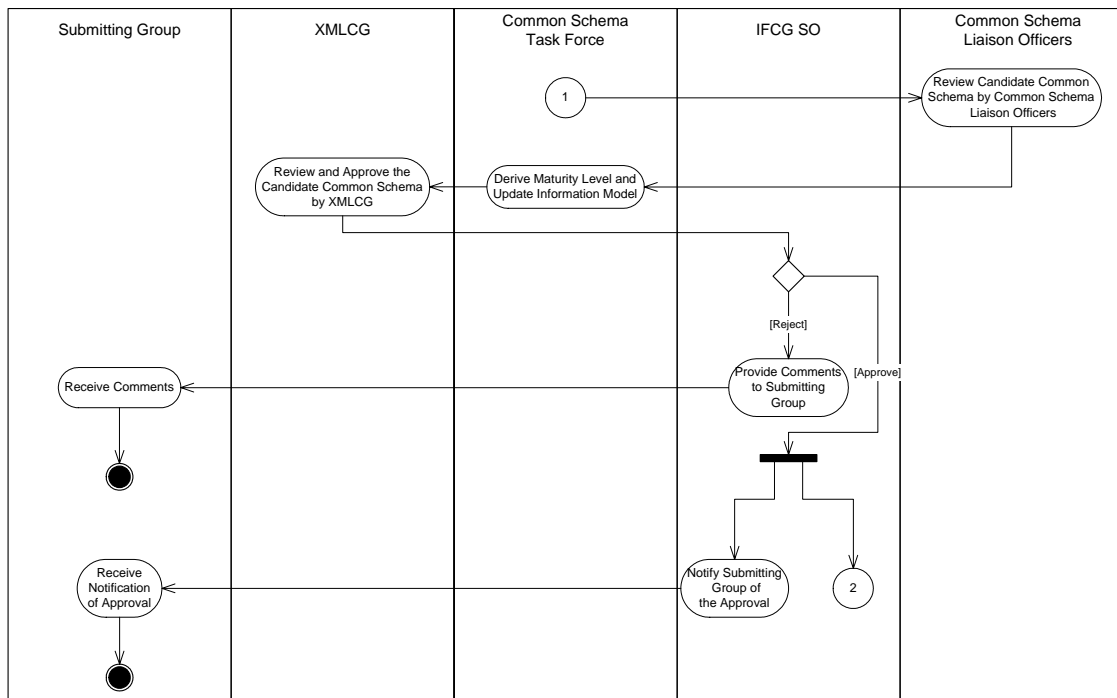 Submitting Group
XMLCG
Common Schema
Task Force
IFCG SO
Common Schema
Liaison Officers
1
Review Candidate Common
Schema by Common Schema
Liaison Officers
Review and Approve the
Candidate Common Schema
by XMLCG
Derive Maturity Level and
Update Information Model
[Reject]
[Approve]
Receive Comments
Provide Comments
to Submitting
Group
Receive
Notification
of Approval
Notify Submitting
Group of
the Approval
2